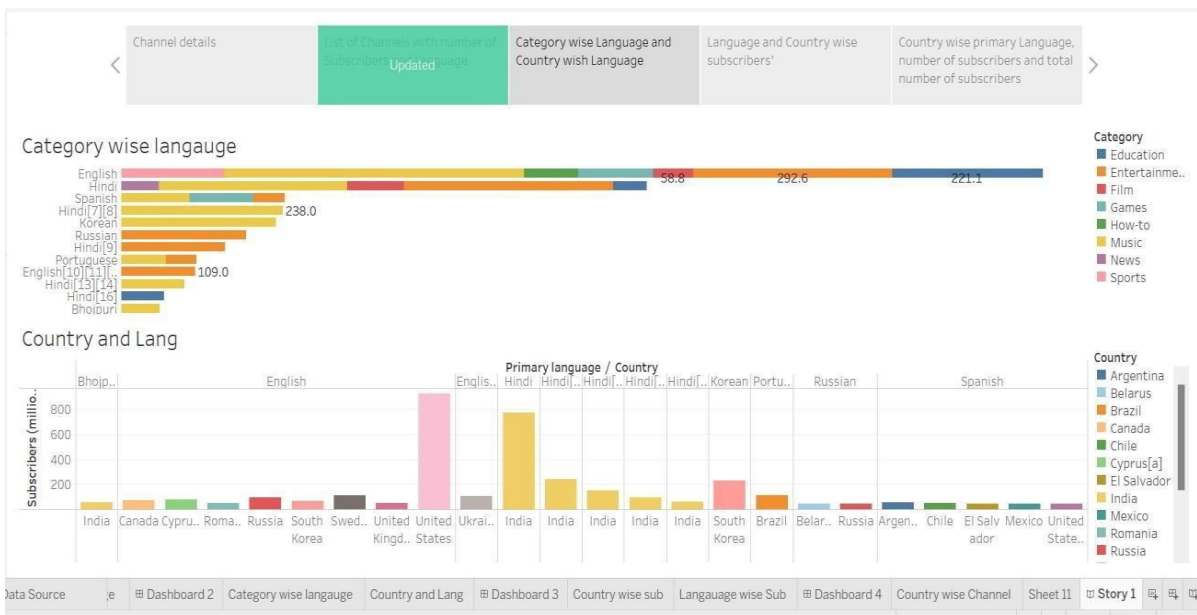 Channel details
List of Channels with number of
Subscribers and Language
Updated
Category wise Language and
Country wish Language
Language and Country wise
subscribers'
Country wise primary Language,
number of subscribers and total
number of subscribers
Category wise langauge
English
Hindi
Spanish
Hindi[7][8]
Korean
Russian
Hindi[9]
Portuguese
English[10][11][..
Hindi[13][14]
Hindi[16]
Bhojpuri
58.8
292.6
221.1
238.0
109.0
Category
Education
Entertainme..
Film
Games
How-to
Music
News
Sports
Country and Lang
Primary language / Country
Bhojp.. English Englis.. Hindi Hindi[.. Hindi[.. Hindi[.. Hindi[.. Korean Portu.. Russian Spanish
Subscribers (millio..
800
600
400
200
India Canada Cypru.. Roma.. Russia South Korea Swed.. United Kingd.. United States Ukrai.. India India India India India South Korea Brazil Belar.. Russia Argen.. Chile El Salv ador Mexico United State..
Country
Argentina
Belarus
Brazil
Canada
Chile
Cyprus[a]
El Salvador
India
Mexico
Romania
Russia
Data Source e Dashboard 2 Category wise langauge Country and Lang Dashboard 3 Country wise sub Langauage wise Sub Dashboard 4 Country wise Channel Sheet 11 Story 1